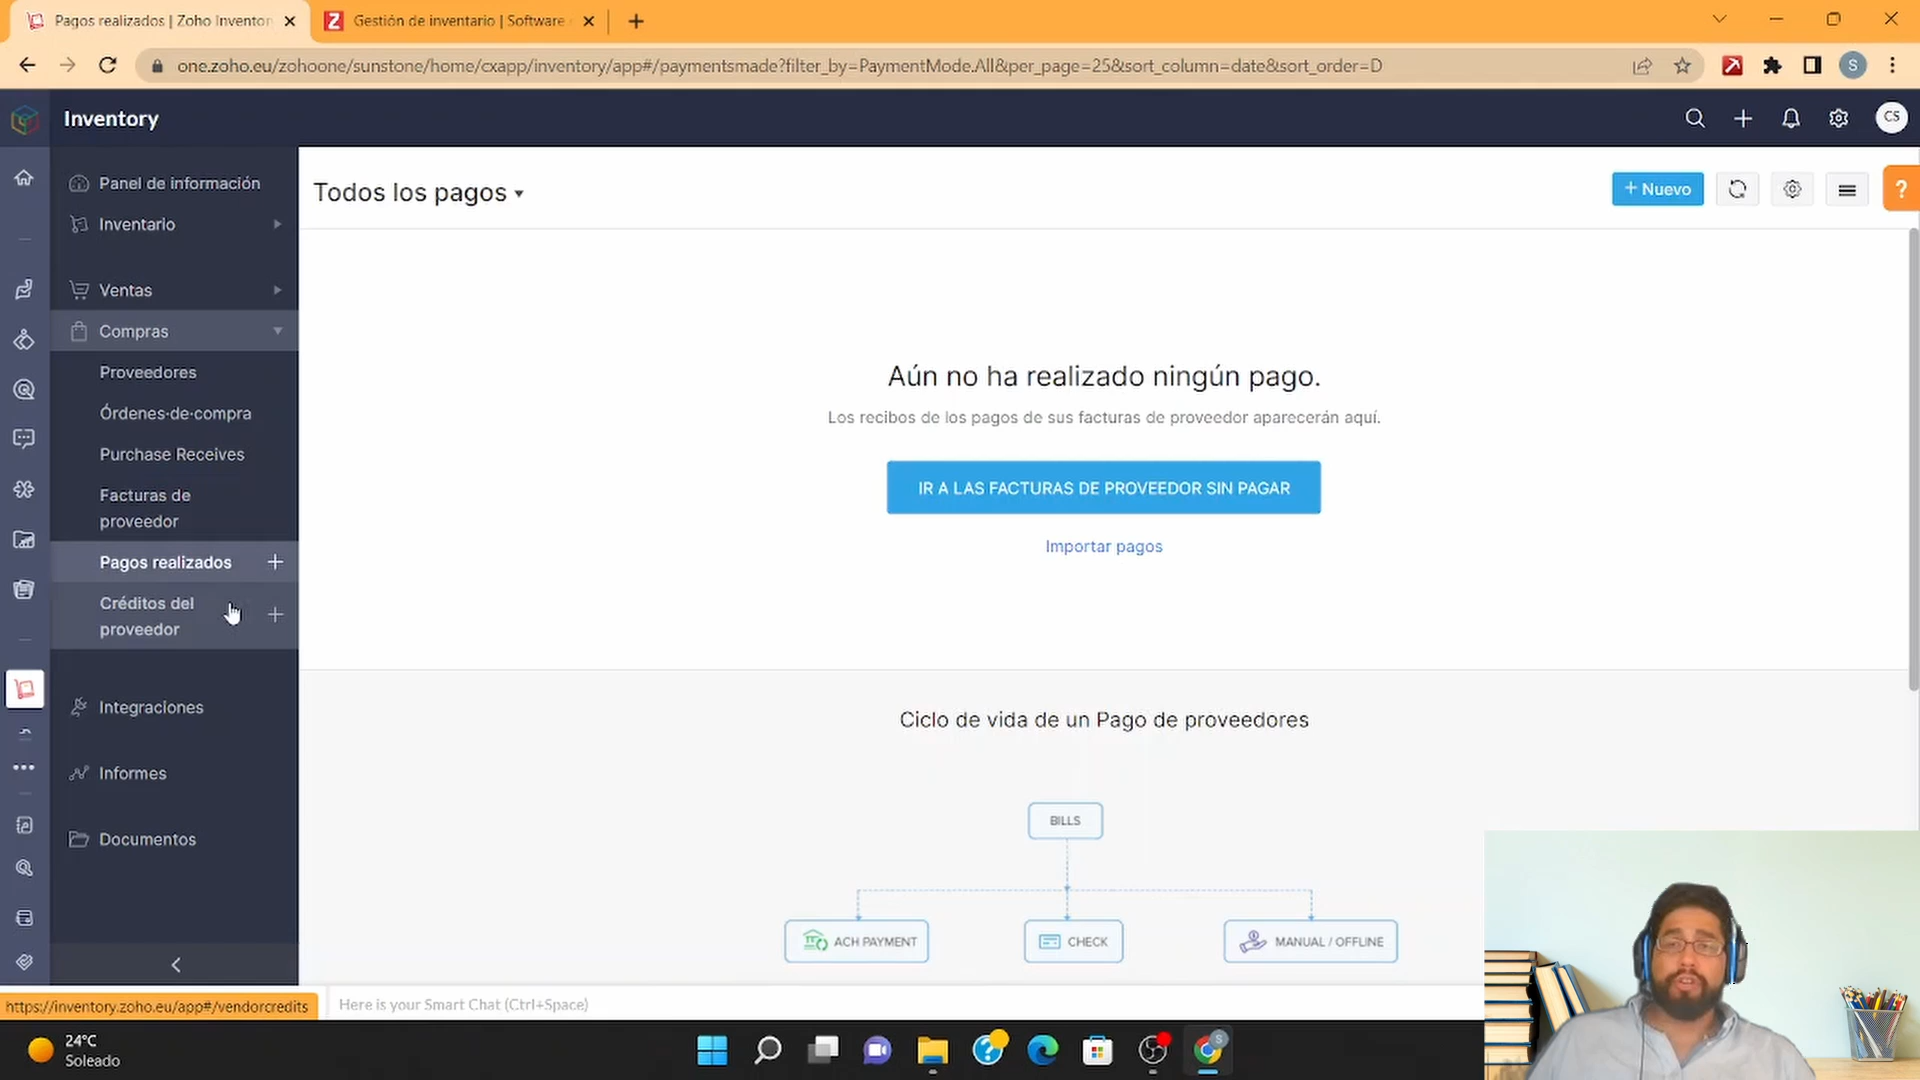 Pagos realizados | Zoho Inventor
Gestión de inventario | Software
one.zoho.eu/zohoone/sunstone/home/cxapp/inventory/app#/paymentsmade?filter_by=PaymentMode.All&per_page=25&sort_column=date&sort_order=D
S
Inventory
CS
Panel de información
Inventario
Ventas
Compras
Proveedores
Órdenes-de-compra
Purchase Receives
Facturas de
proveedor
Pagos realizados
Créditos del
proveedor
Integraciones
Informes
Documentos
Todos los pagos
+ Nuevo
?
Aún no ha realizado ningún pago.
Los recibos de los pagos de sus facturas de proveedor aparecerán aquí.
IR A LAS FACTURAS DE PROVEEDOR SIN PAGAR
Importar pagos
Ciclo de vida de un Pago de proveedores
BILLS
ACH PAYMENT
CHECK
MANUAL / OFFLINE
https://inventory.zoho.eu/app#/vendorcredits
Here is your Smart Chat (Ctrl+Space)
24°C
Soleado